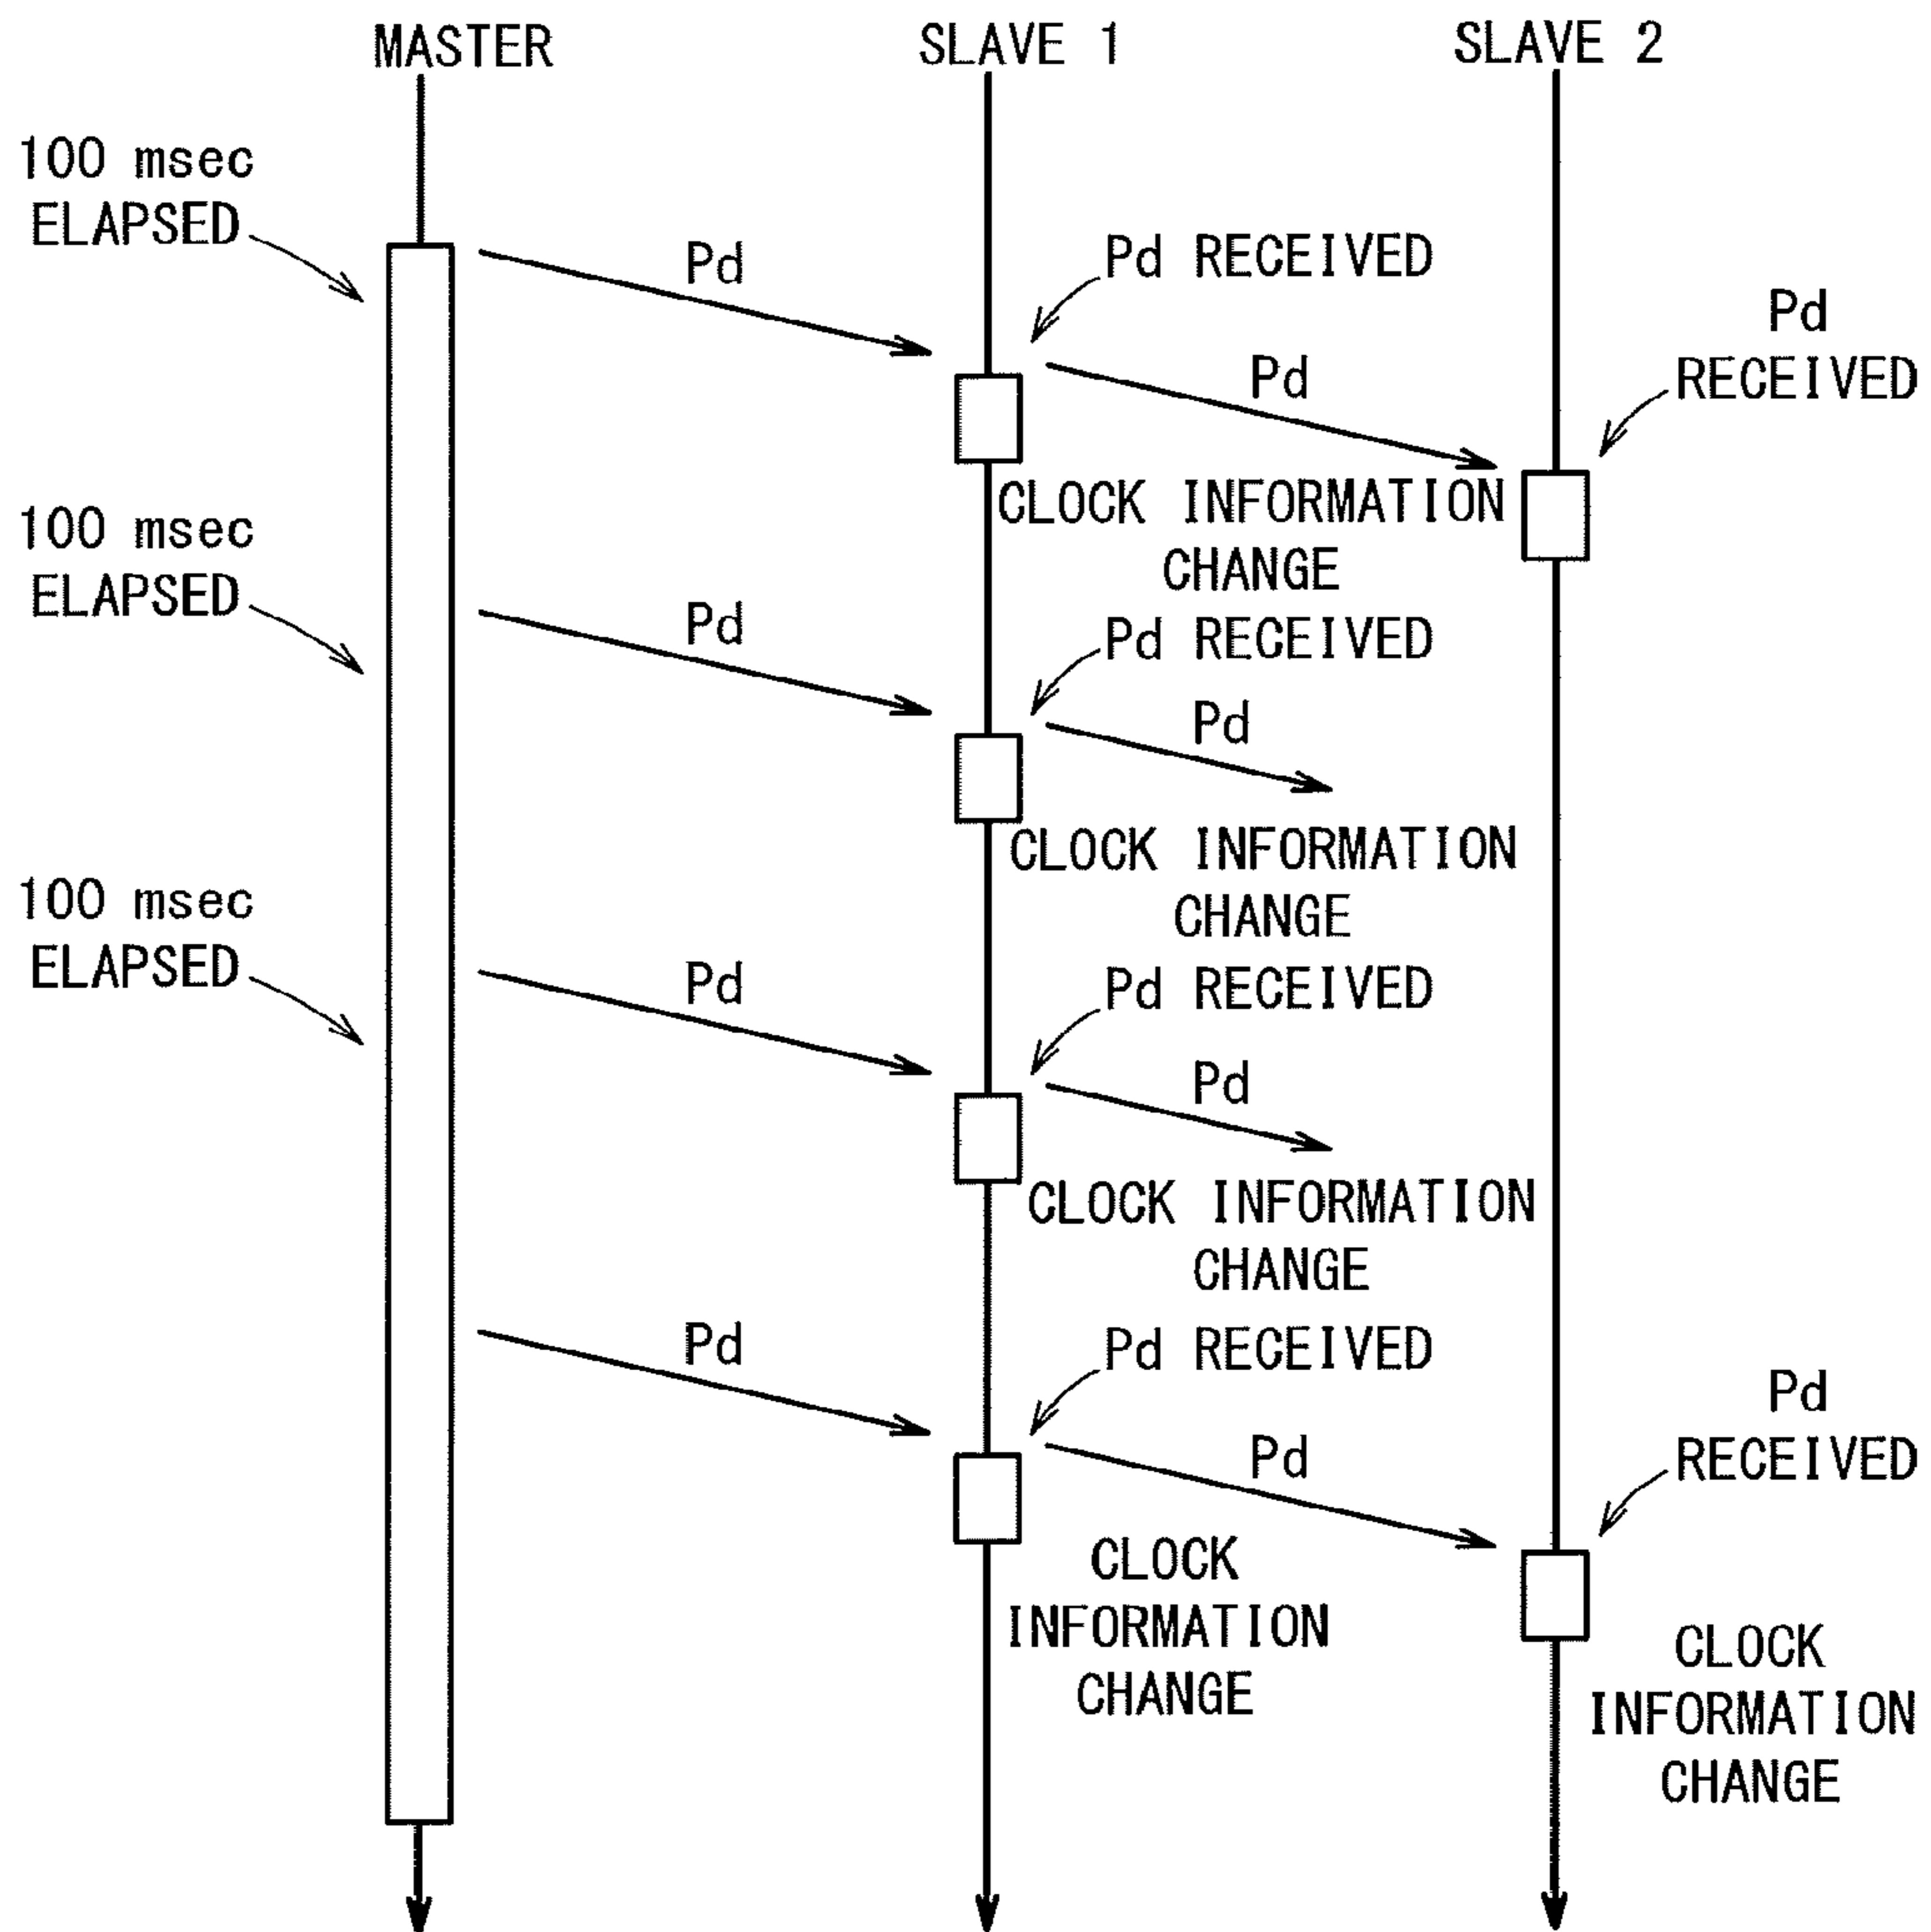 MASTER
SLAVE 1
SLAVE 2
100 msec
ELAPSED
Pd
Pd RECEIVED
Pd
Pd
RECEIVED
CLOCK INFORMATION
CHANGE
100 msec
ELAPSED
Pd
Pd RECEIVED
Pd
CLOCK INFORMATION
CHANGE
100 msec
ELAPSED
Pd
Pd RECEIVED
Pd
CLOCK INFORMATION
CHANGE
Pd
Pd RECEIVED
Pd
Pd
RECEIVED
CLOCK
INFORMATION
CHANGE
CLOCK
INFORMATION
CHANGE